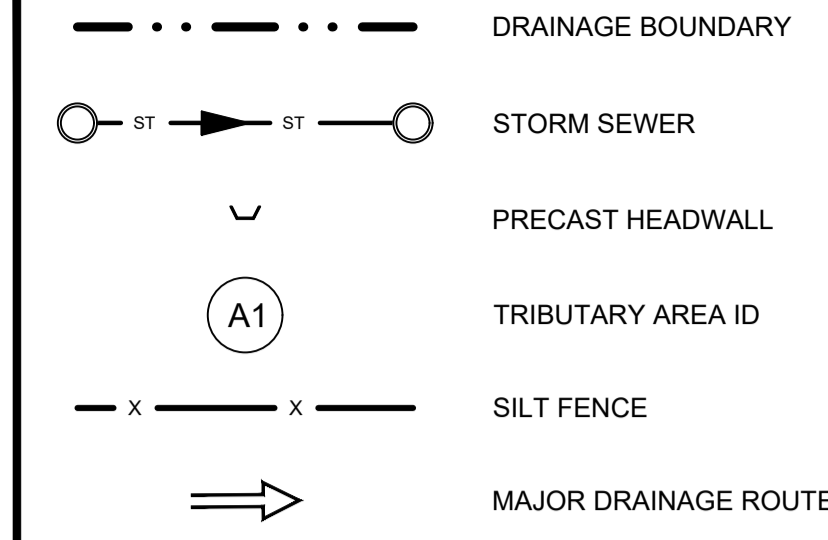 DRAINAGE BOUNDARY
ST ST STORM SEWER
PRECAST HEADWALL
A1 TRIBUTARY AREA ID
X X SILT FENCE
MAJOR DRAINAGE ROUTE